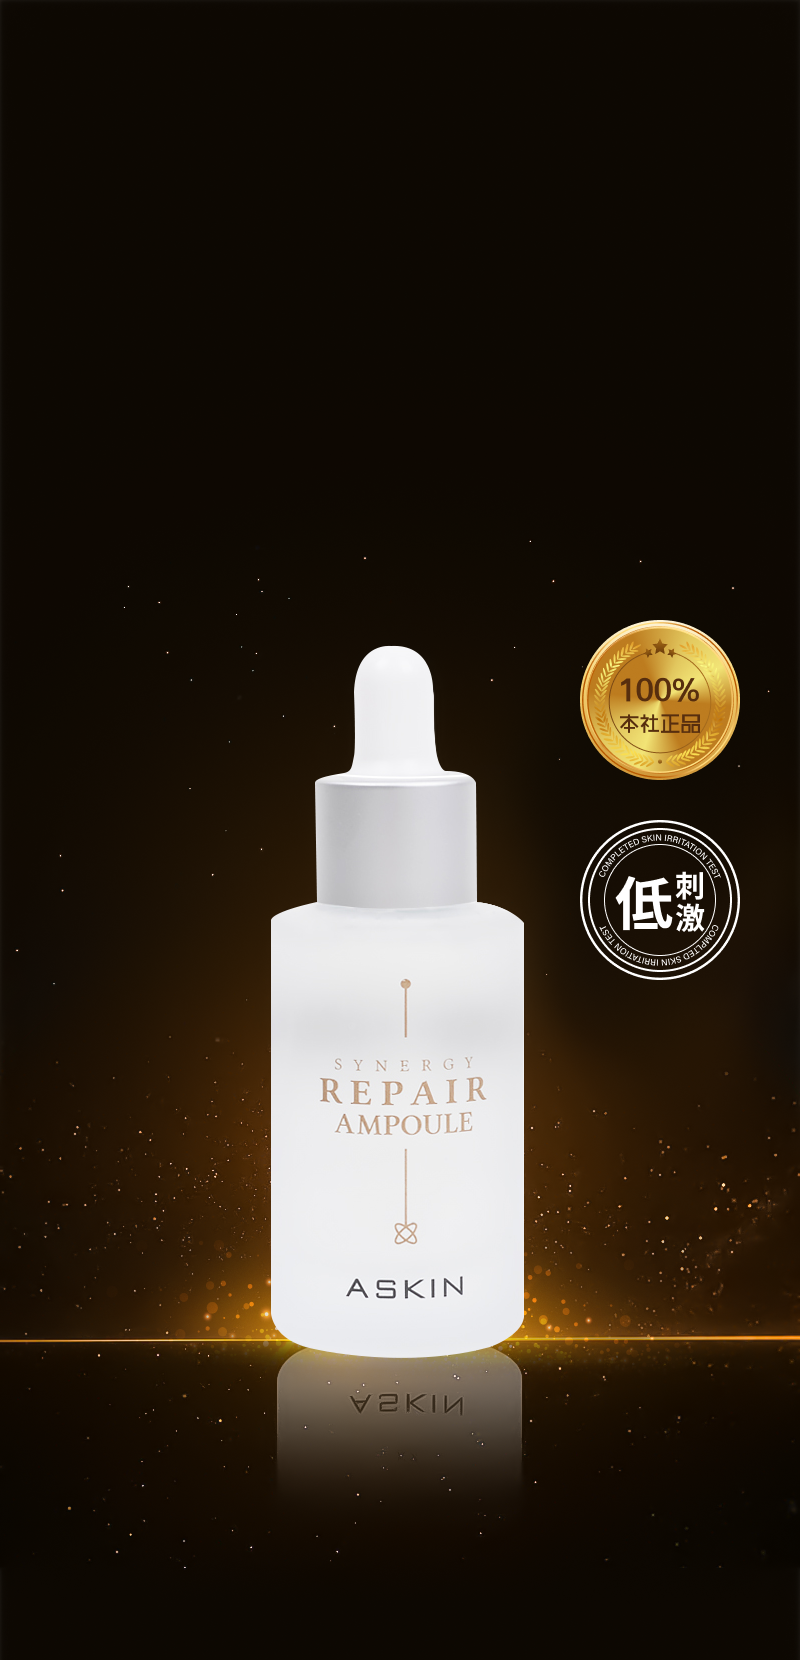 100%
本社正品
COMPLETED SKIN IRRITATION TEST
低刺激
COMPLTED SKIN IRRITATION TEST
SYNERGY
REPAIR
AMPOULE
ASKIN
ASKIN